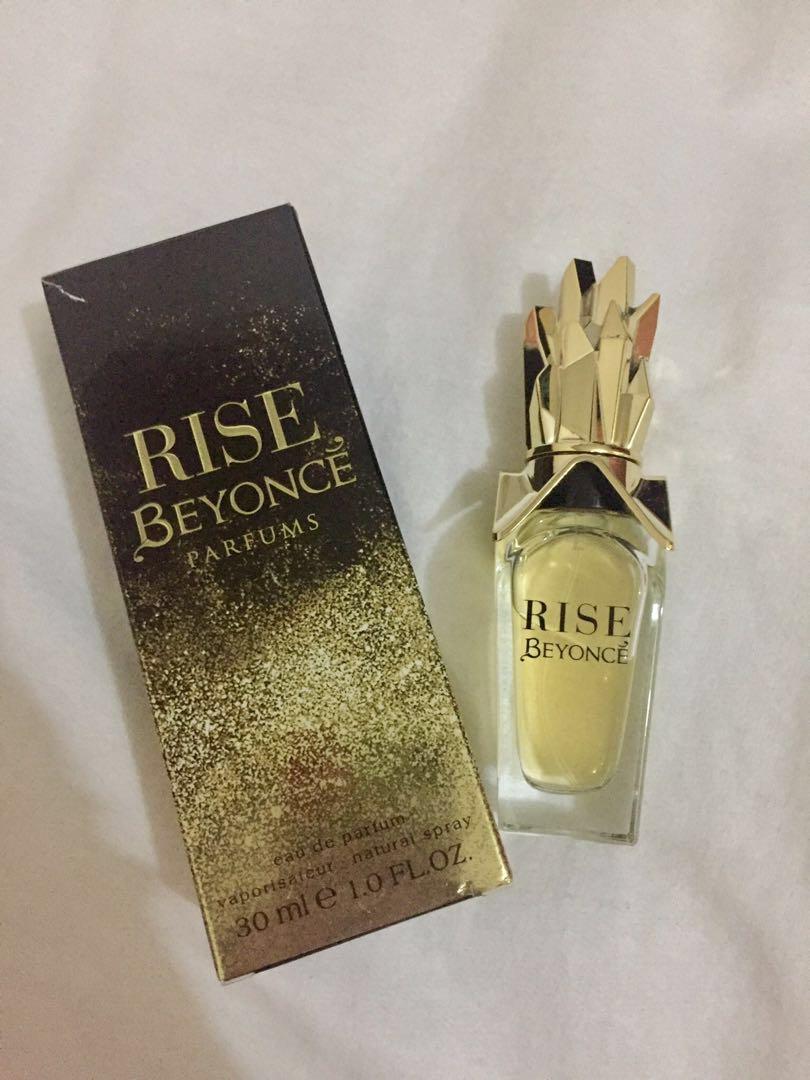 RISE
BEYONCÉ
PARFUMS
eau de parfum
vaporisateur natural spray
30 ml e 1.0 FL.OZ.
RISE
BEYONCÉ